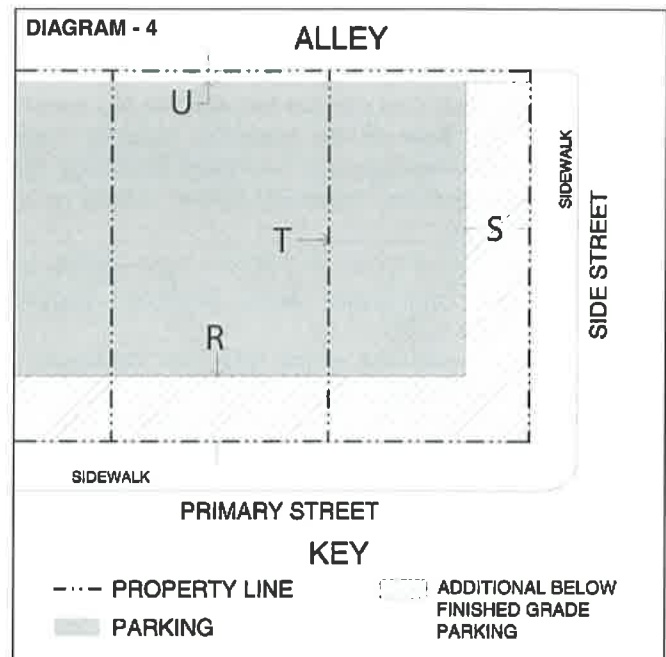 DIAGRAM - 4
ALLEY
U
T
S
R
SIDEWALK
SIDE STREET
SIDEWALK
PRIMARY STREET
KEY
PROPERTY LINE
PARKING
ADDITIONAL BELOW
FINISHED GRADE
PARKING